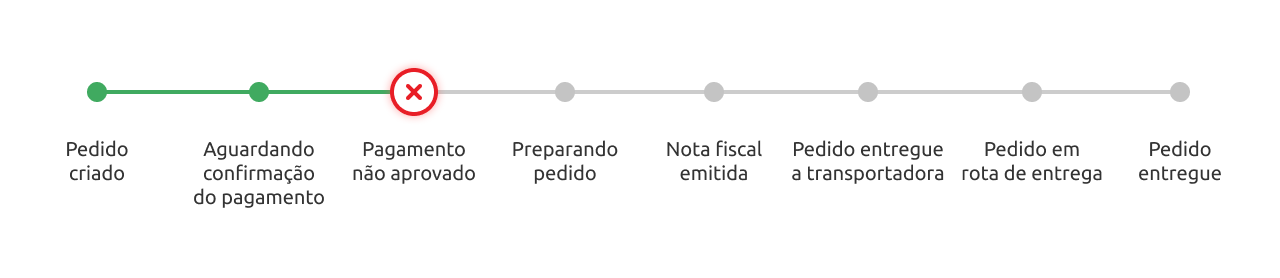 Pedido
criado
Aguardando
confirmação
do pagamento
Pagamento
não aprovado
Preparando
pedido
Nota fiscal
emitida
Pedido entregue
a transportadora
Pedido em
rota de entrega
Pedido
entregue